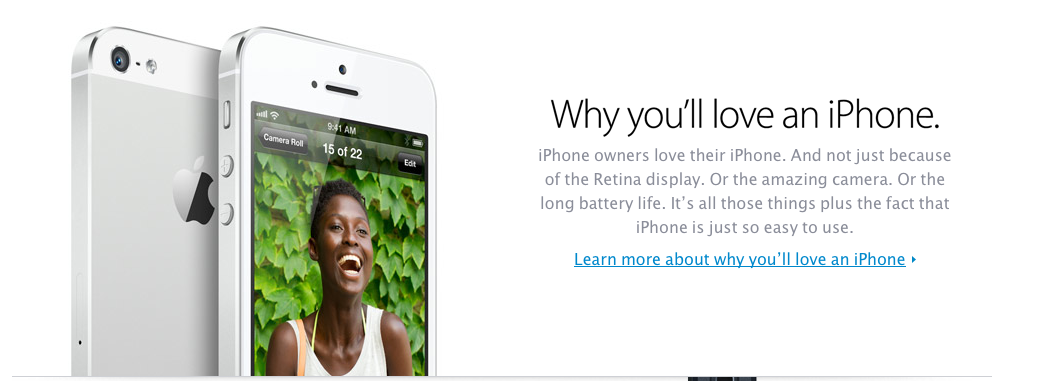 9:41 AM
Camera Roll
15 of 22
Edit
Why you'll love an iPhone.
iPhone owners love their iPhone. And not just because
of the Retina display. Or the amazing camera. Or the
long battery life. It's all those things plus the fact that
iPhone is just so easy to use.
Learn more about why you'll love an iPhone